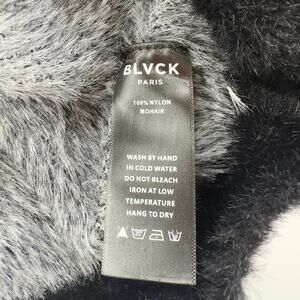 BLVCK
PARIS
100% NYLON
MOHAIR
WASH BY HAND
IN COLD WATER
DO NOT BLEACH
IRON AT LOW
TEMPERATURE
HANG TO DRY